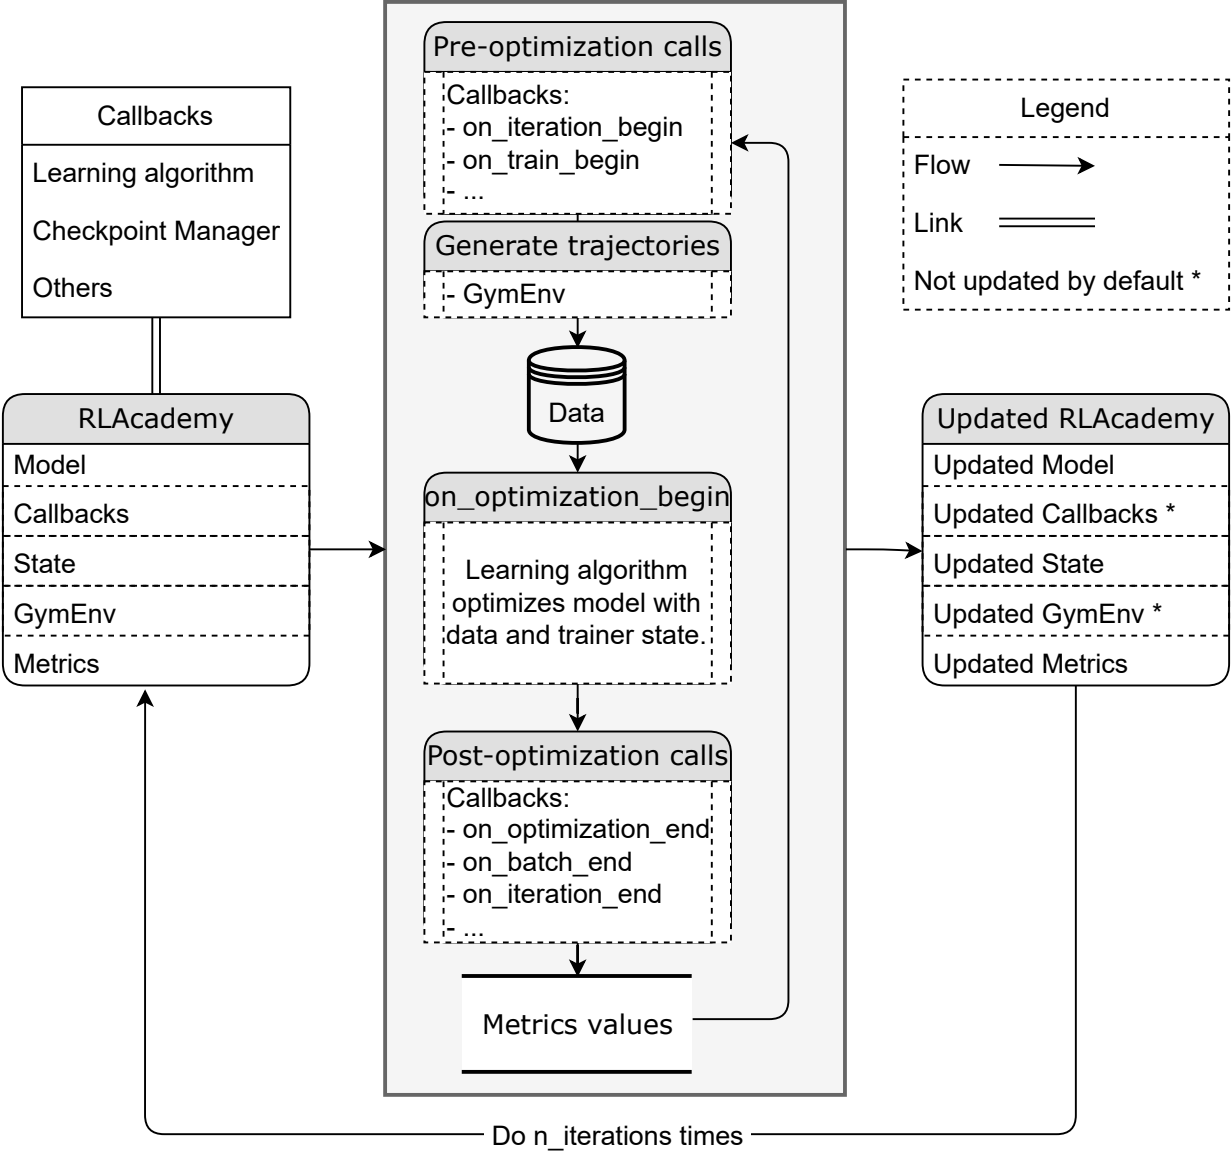 Callbacks
Learning algorithm
Checkpoint Manager
Others
RLAcademy
Model
Callbacks
State
GymEnv
Metrics
Pre-optimization calls
Callbacks:
- on_iteration_begin
- on_train_begin
- ...
Generate trajectories
- GymEnv
Data
on_optimization_begin
Learning algorithm
optimizes model with
data and trainer state.
Post-optimization calls
Callbacks:
- on_optimization_end
- on_batch_end
- on_iteration_end
- ...
Metrics values
Legend
Flow
Link
Not updated by default *
Updated RLAcademy
Updated Model
Updated Callbacks *
Updated State
Updated GymEnv *
Updated Metrics
Do n_iterations times